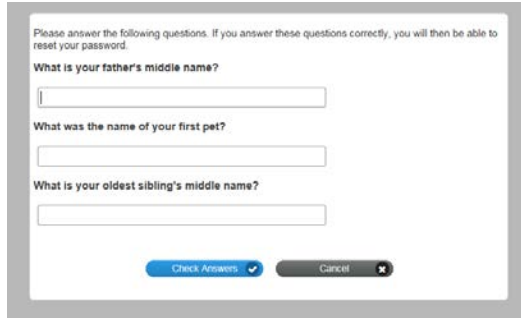 Please answer the following questions. If you answer these questions correctly, you will then be able to
reset your password.
What is your father's middle name?
What was the name of your first pet?
What is your oldest sibling's middle name?
Check Answers Cancel